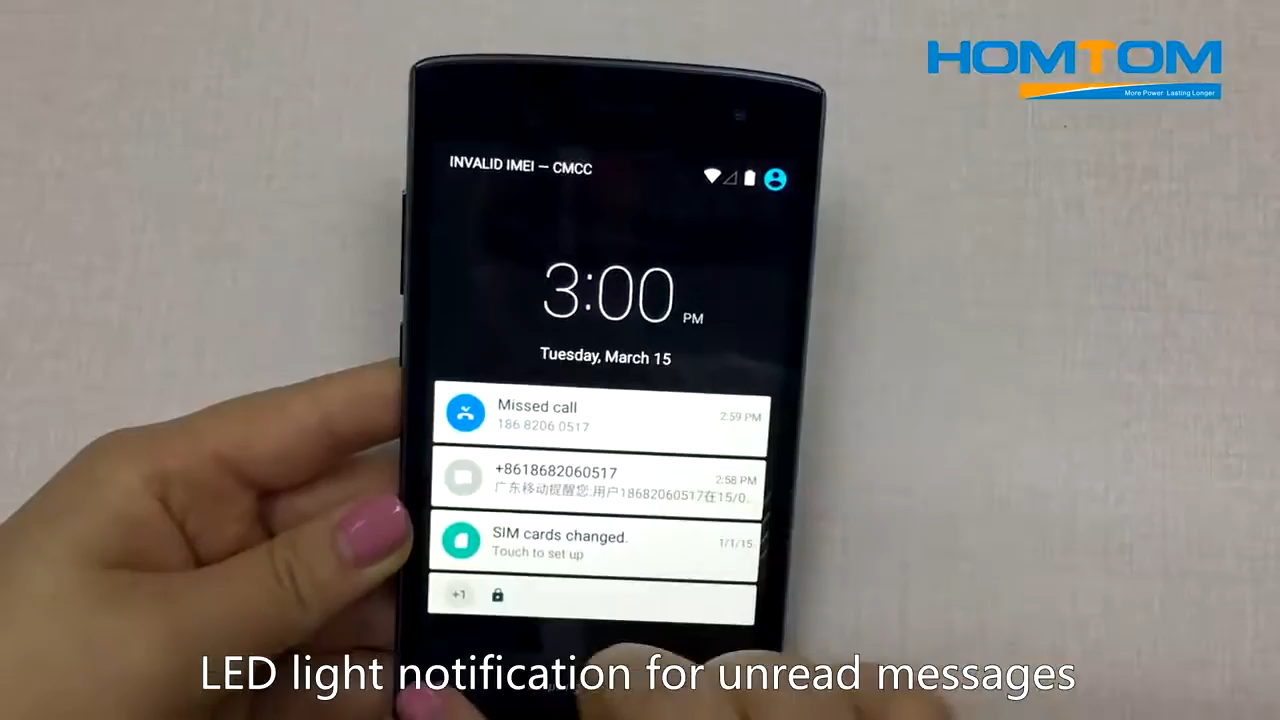 HOMTOM
More Power Lasting Longer
INVALID IMEI — CMCC
3:00 PM
Tuesday, March 15
Missed call
2:59 PM
186 8206 0517
+8618682060517
2:58 PM
广东移动提醒您:用户18682060517在15/0..
SIM cards changed.
1/1/15
Touch to set up
+1
LED light notification for unread messages